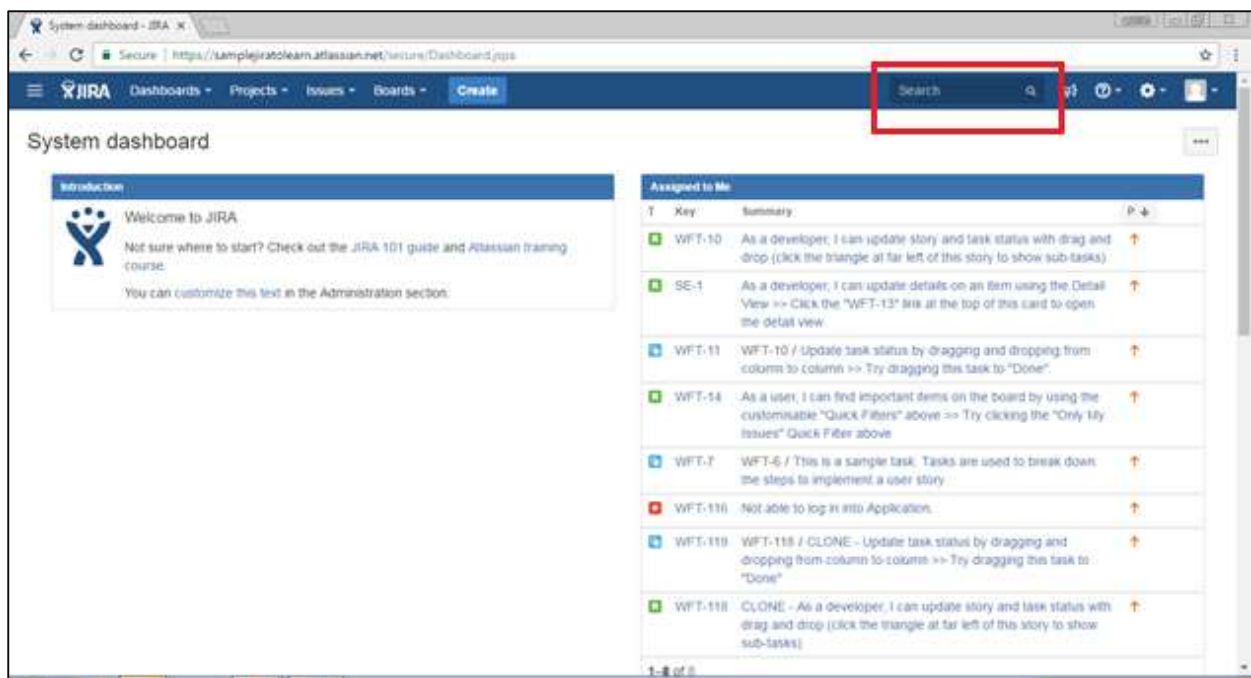 System dashboard - JIRA
Secure | https://samplejiratolearn.atlassian.net/secure/Dashboard.jspa
JIRA Dashboards Projects Issues Boards Create Search
System dashboard
Introduction
Welcome to JIRA
Not sure where to start? Check out the JIRA 101 guide and Atlassian training
course.
You can customize this text in the Administration section.
Assigned to Me
T Key Summary P
WFT-10 As a developer, I can update story and task status with drag and
drop (click the triangle at far left of this story to show sub-tasks)
SE-1 As a developer, I can update details on an item using the Detail
View >> Click the "WFT-13" link at the top of this card to open
the detail view
WFT-11 WFT-10 / Update task status by dragging and dropping from
column to column >> Try dragging this task to "Done"
WFT-14 As a user, I can find important items on the board by using the
customisable "Quick Filters" above >> Try clicking the "Only My
Issues" Quick Filter above
WFT-7 WFT-6 / This is a sample task. Tasks are used to break down
the steps to implement a user story
WFT-116 Not able to log in into Application.
WFT-119 WFT-118 / CLONE - Update task status by dragging and
dropping from column to column >> Try dragging this task to
"Done"
WFT-118 CLONE - As a developer, I can update story and task status with
drag and drop (click the triangle at far left of this story to show
sub-tasks)
1–8 of 8